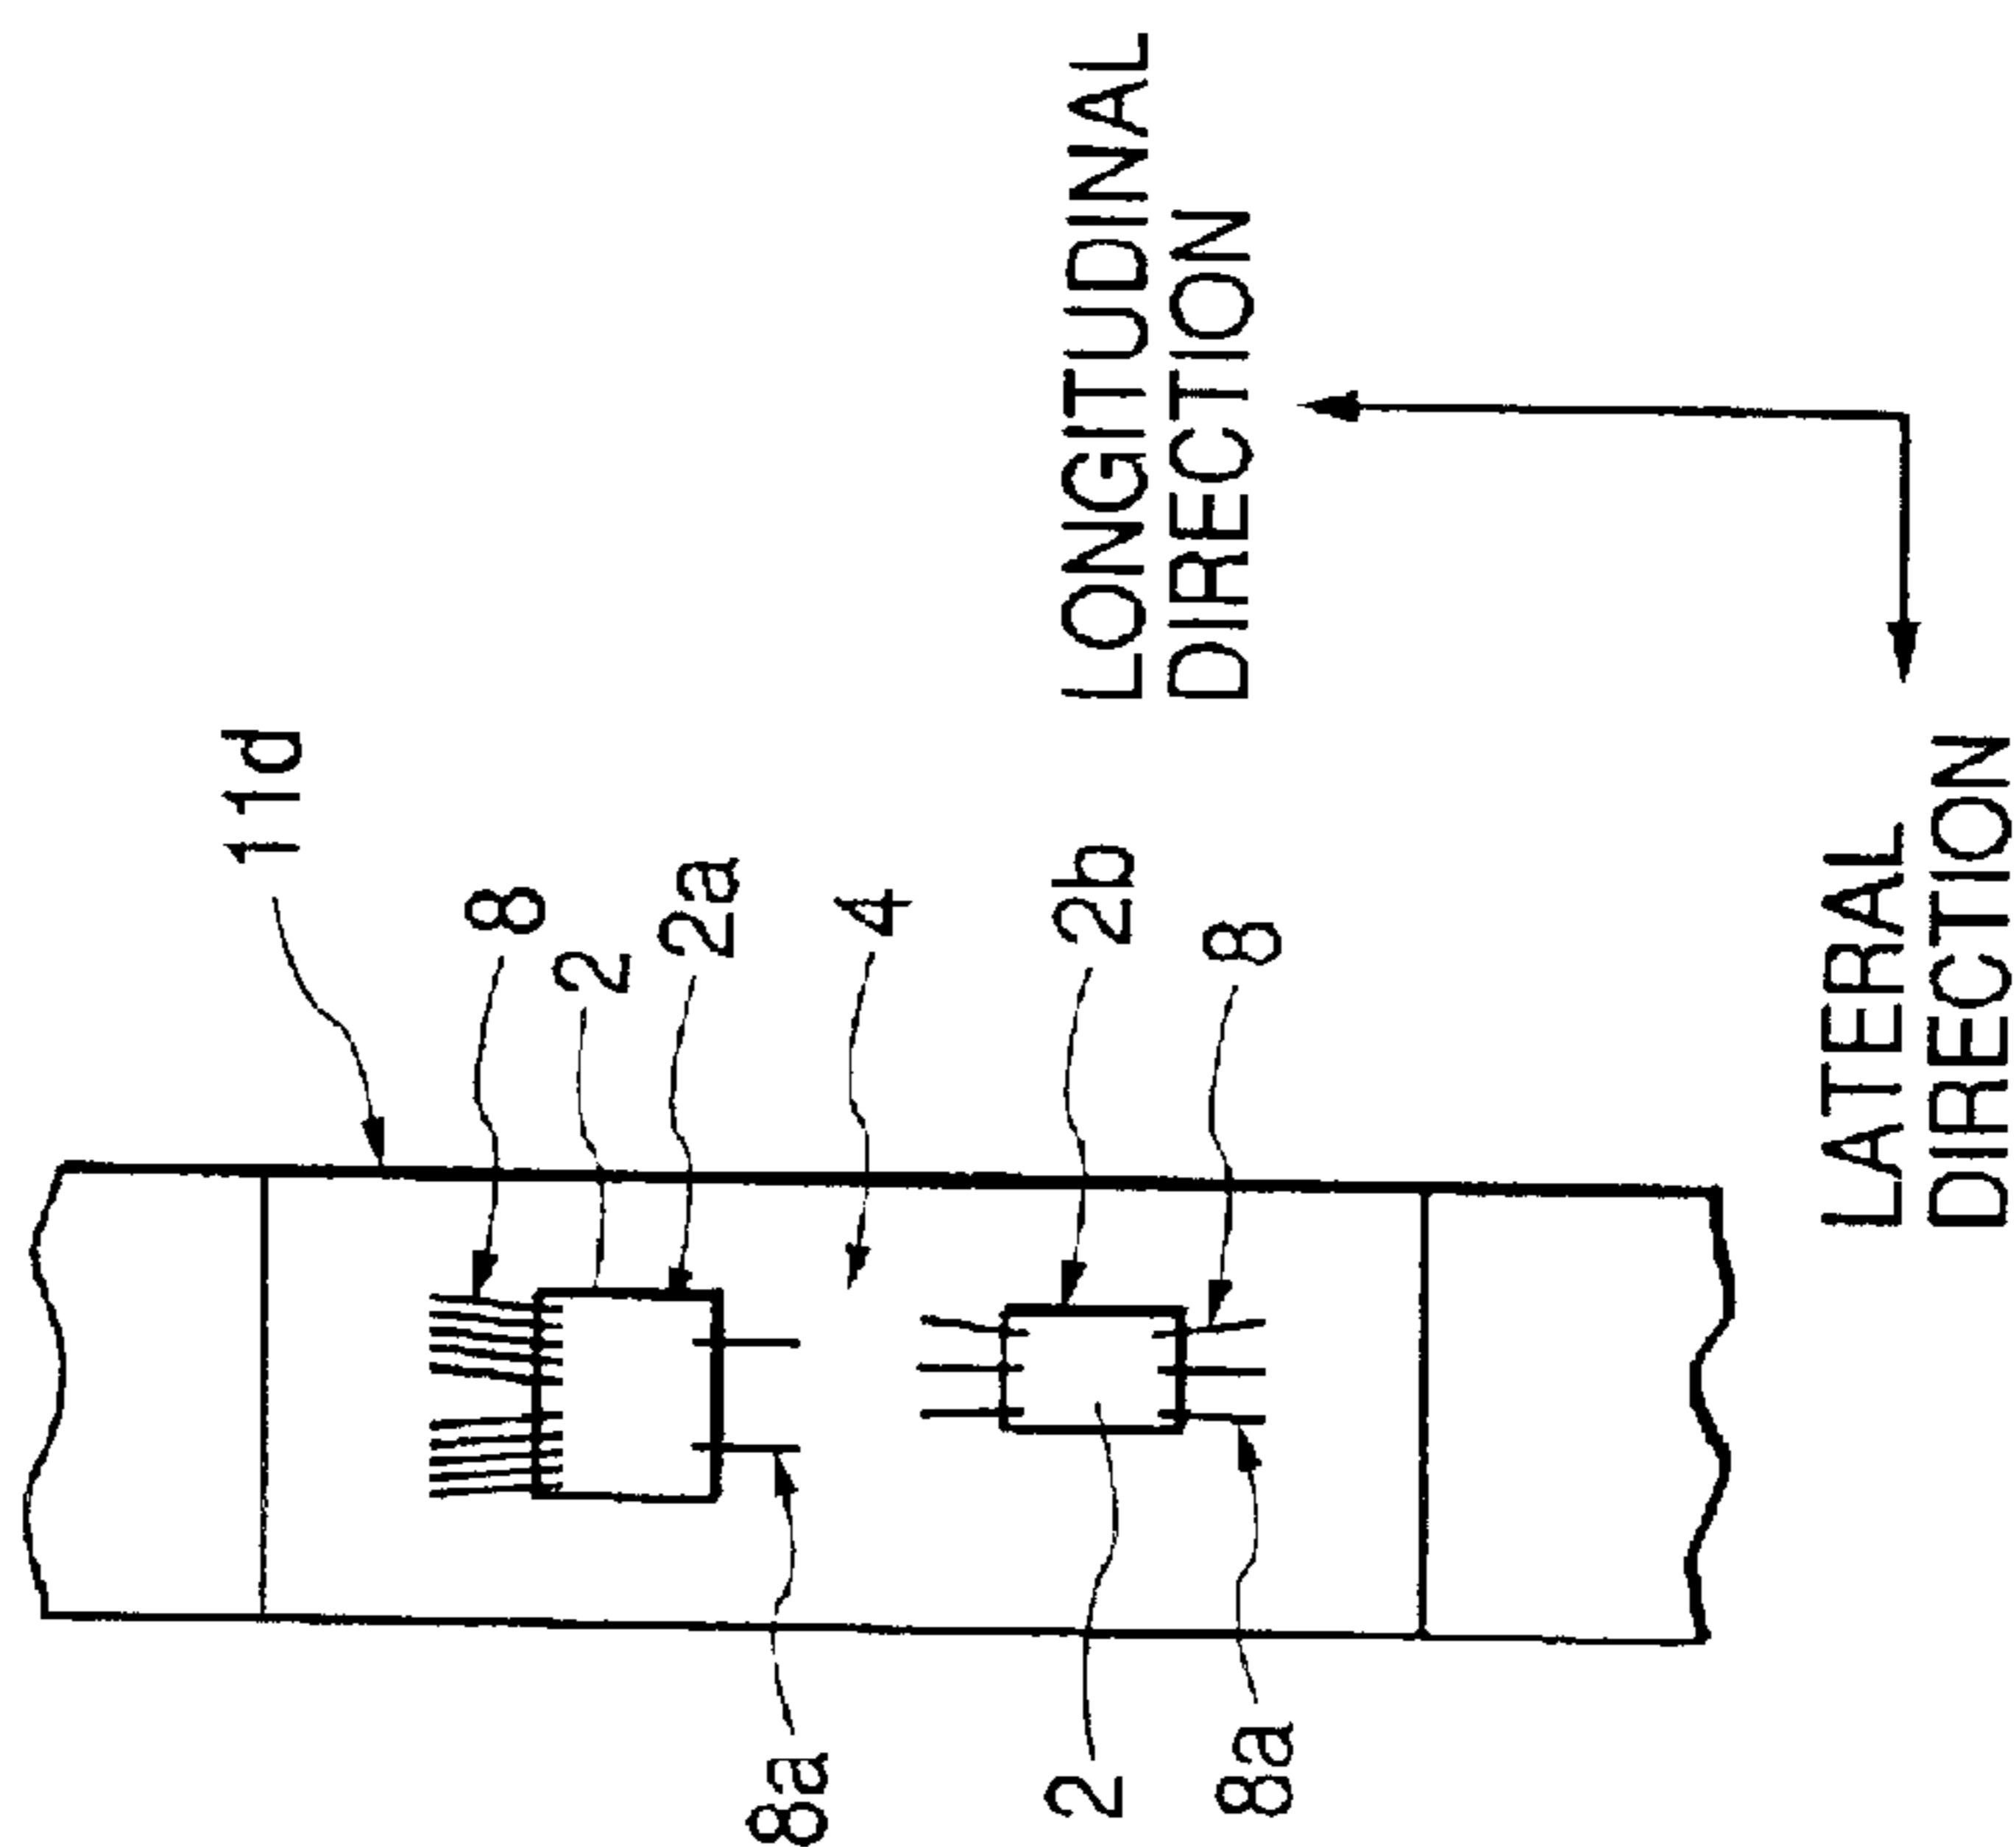 11d
8
2
2a
4
2b
8
8a
2
8a
LONGITUDINAL
DIRECTION
LATERAL
DIRECTION